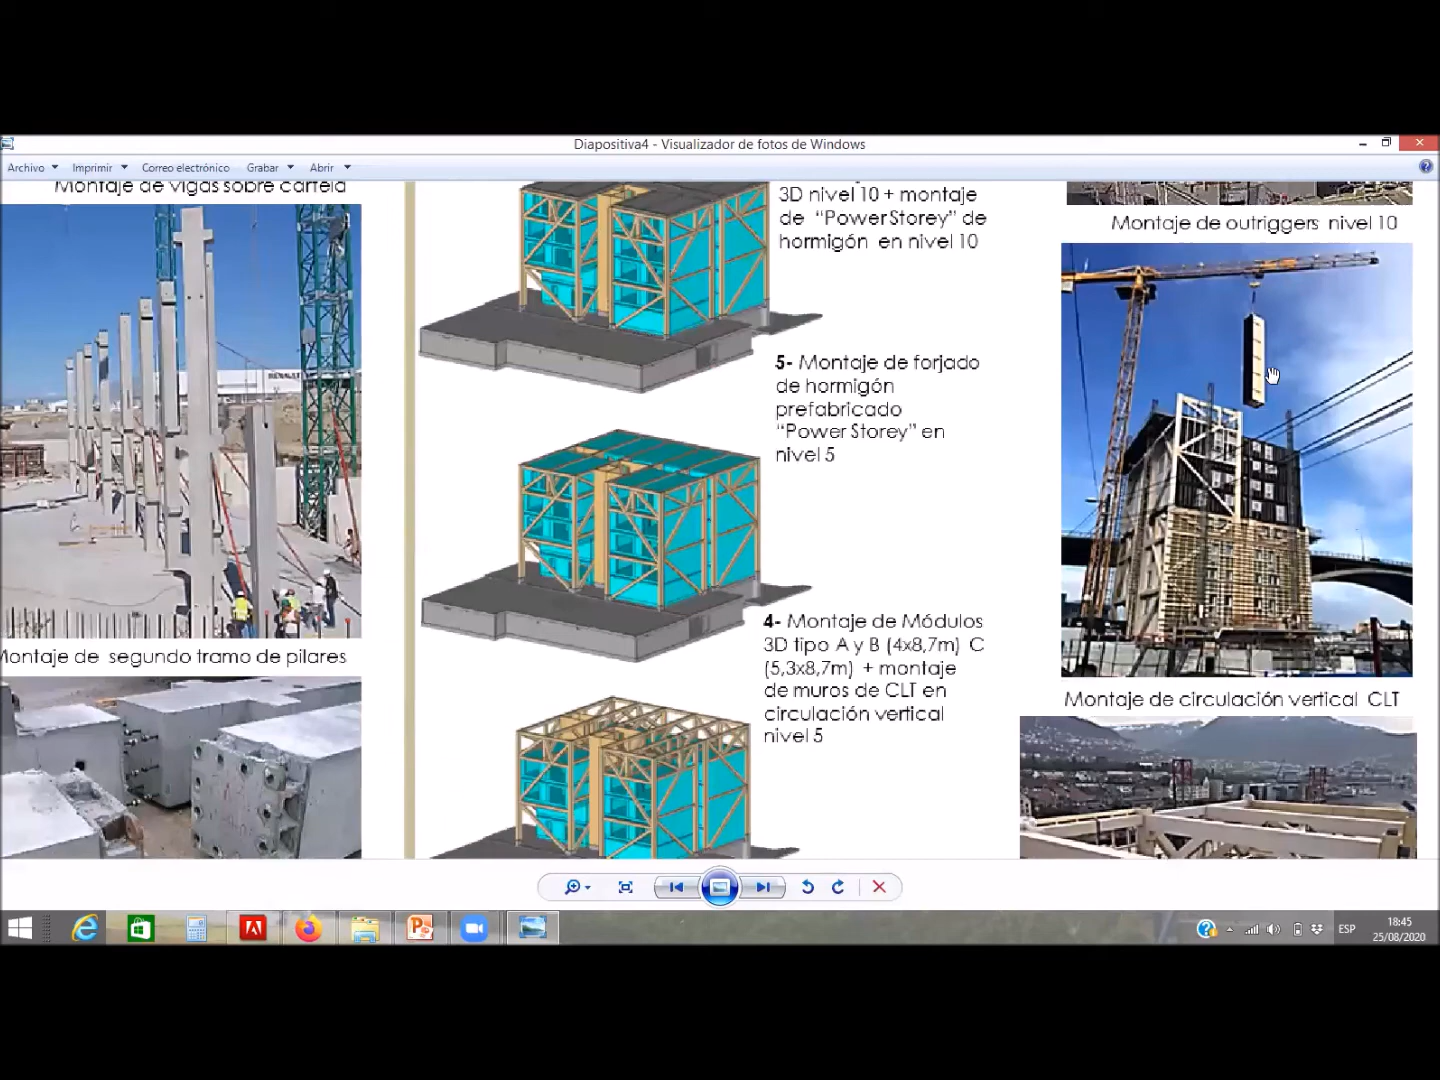 Diapositiva4 - Visualizador de fotos de Windows
Archivo Imprimir Correo electrónico Grabar Abrir
Montaje de vigas sobre cartela
Montaje de segundo tramo de pilares
3D nivel 10 + montaje
de “Power Storey” de
hormigón en nivel 10
5- Montaje de forjado
de hormigón
prefabricado
“Power Storey” en
nivel 5
4- Montaje de Módulos
3D tipo A y B (4x8,7m) C
(5,3x8,7m) + montaje
de muros de CLT en
circulación vertical
nivel 5
Montaje de outriggers nivel 10
Montaje de circulación vertical CLT
ESP
18:45
25/08/2020